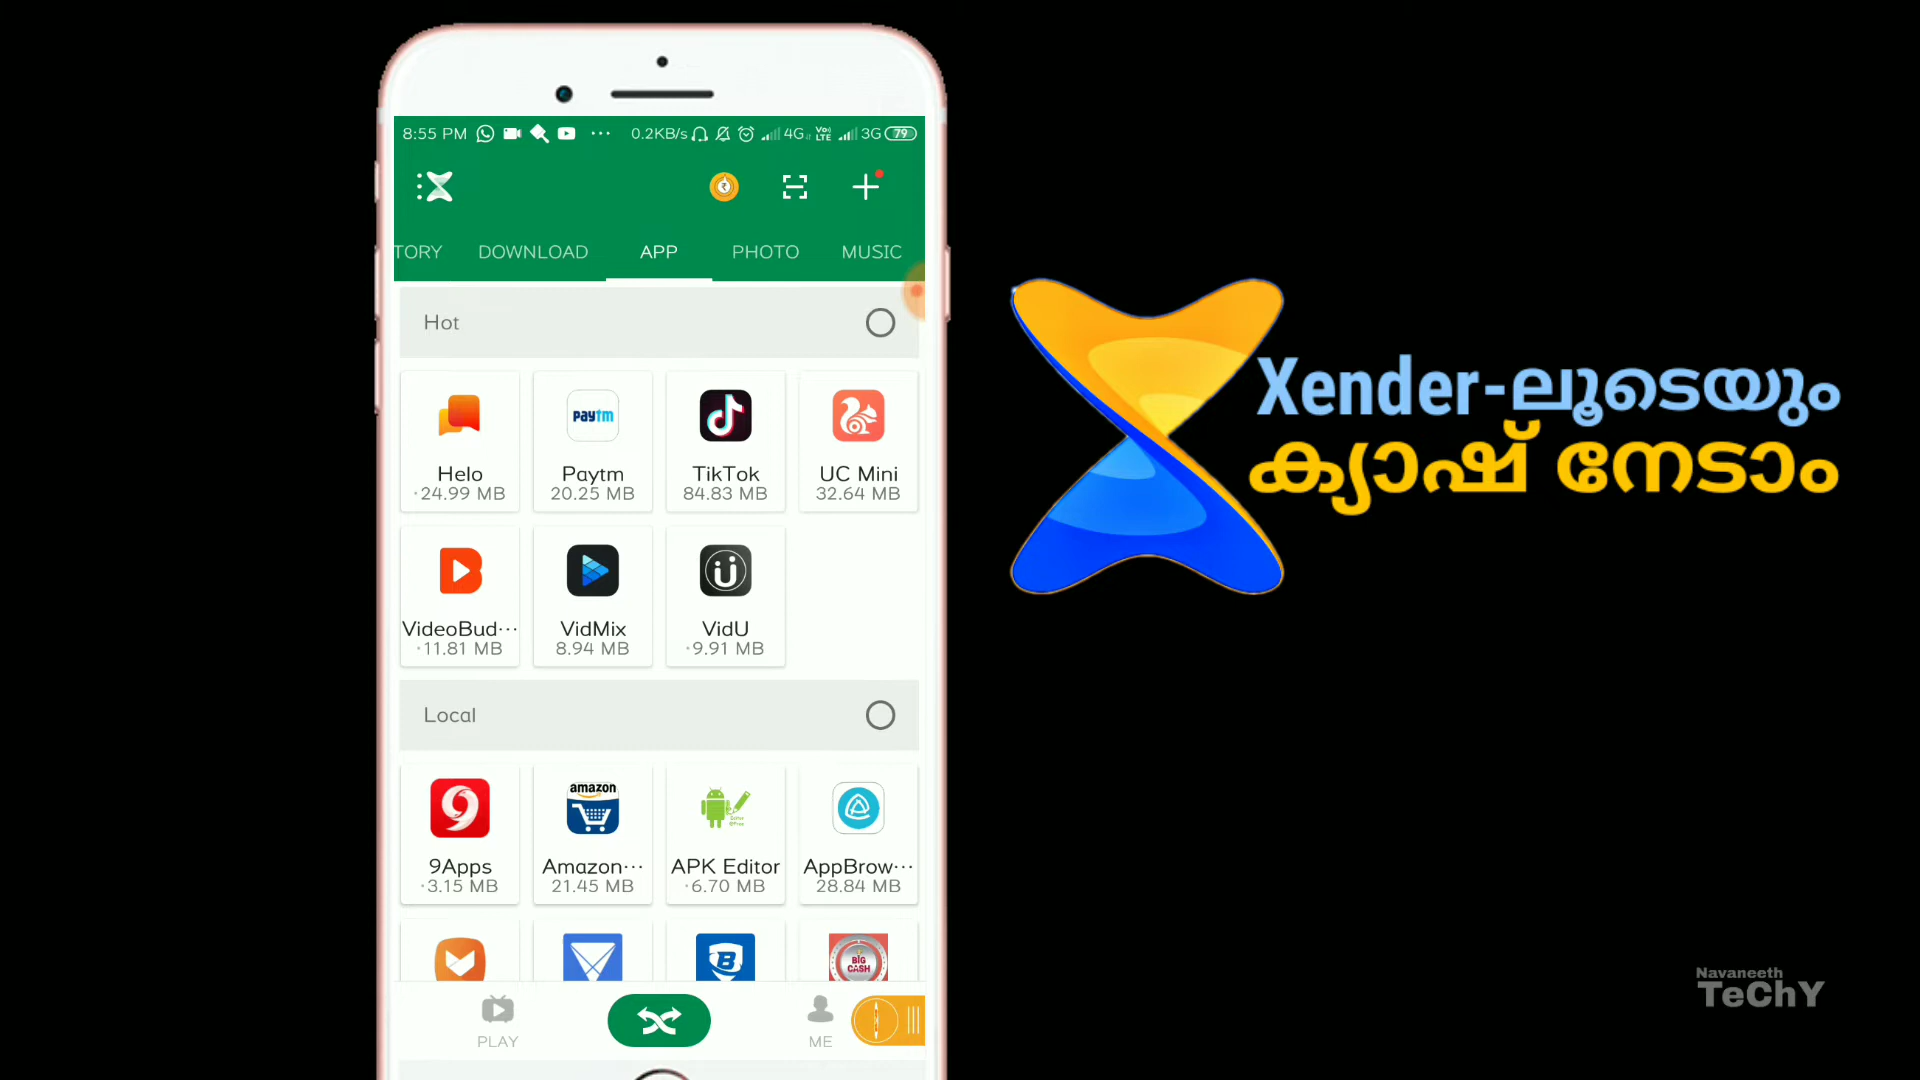 8:55 PM ... 0.2KB/s 4G Vo) LTE 3G 79
TORY DOWNLOAD APP PHOTO MUSIC
Hot
Helo Paytm TikTok UC Mini
24.99 MB 20.25 MB 84.83 MB 32.64 MB
VideoBud... VidMix VidU
11.81 MB 8.94 MB 9.91 MB
Local
amazon
9Apps Amazon... APK Editor AppBrow...
3.15 MB 21.45 MB 6.70 MB 28.84 MB
BIG CASH
PLAY ME
Xender-ലൂടെയും
ക്യാഷ് നേടാം
Navaneeth
TeChY
paytm